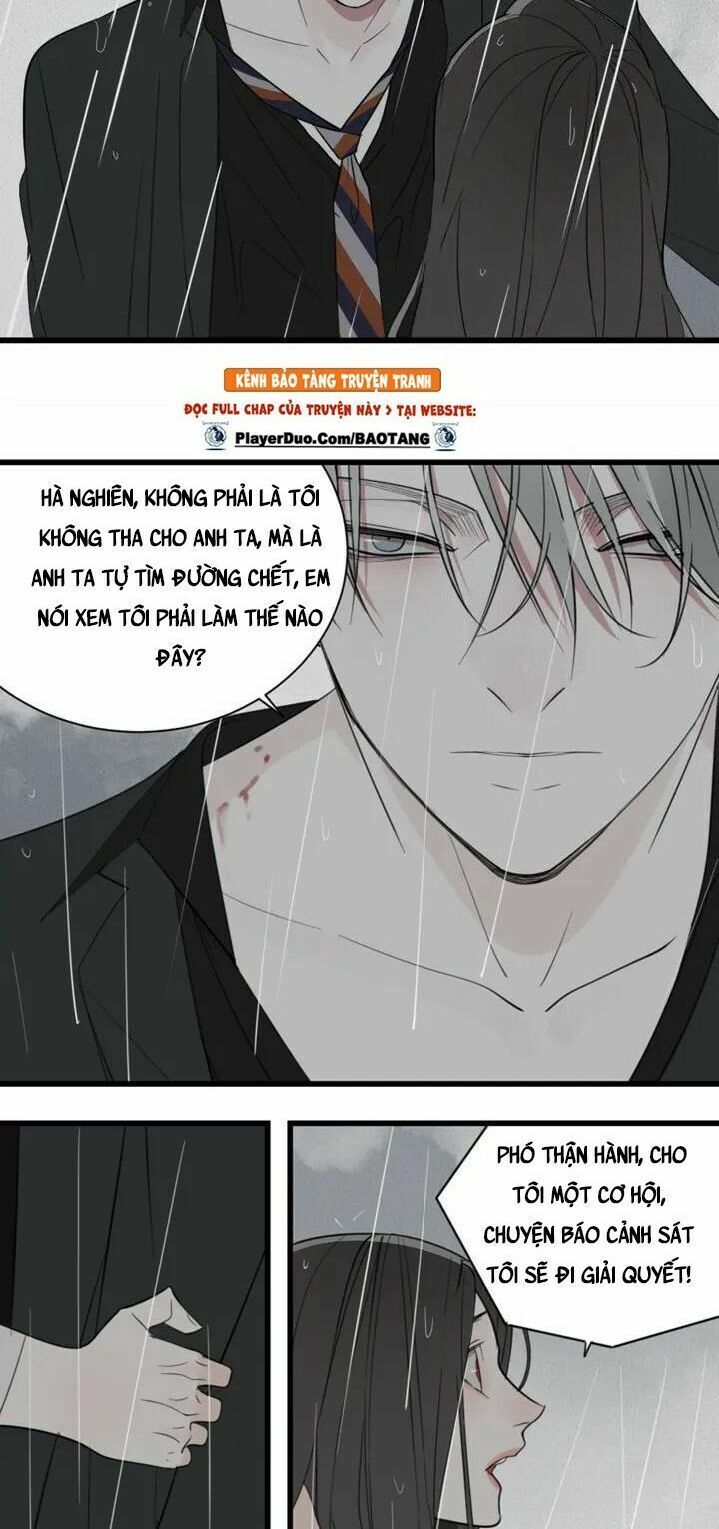 KÊNH BẢO TÀNG TRUYỆN TRANH
ĐỌC FULL CHAP CỦA TRUYỆN NÀY > TẠI WEBSITE:
PLAYERDUO.COM/BAOTANG
HÀ NGHIÊN, KHÔNG PHẢI LÀ TÔI
KHÔNG THA CHO ANH TA, MÀ LÀ
ANH TA TỰ TÌM ĐƯỜNG CHẾT, EM
NÓI XEM TÔI PHẢI LÀM THẾ NÀO
ĐÂY?
PHÓ THẬN HÀNH, CHO
TÔI MỘT CƠ HỘI,
CHUYỆN BÁO CẢNH SÁT
TÔI SẼ ĐI GIẢI QUYẾT!